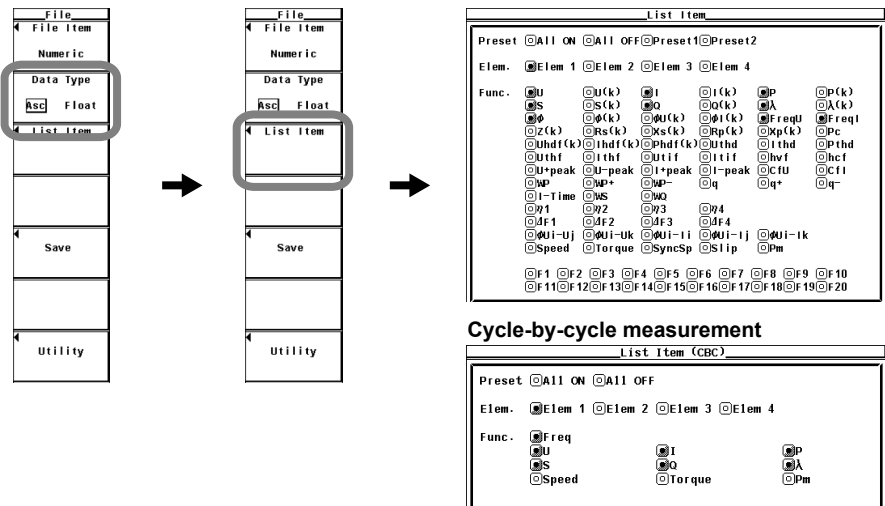 File
File Item
Numeric
Data Type
Asc Float
List Item
Save
Utility
File
File Item
Numeric
Data Type
Asc Float
List Item
Save
Utility
List Item
Preset All ON All OFF Preset1 Preset2
Elem. Elem 1 Elem 2 Elem 3 Elem 4
Func. U U(k) I I(k) P P(k)
S S(k) Q Q(k) λ λ(k)
ϕ ϕ(k) ϕU(k) ϕI(k) FreqU FreqI
Z(k) Rs(k) Xs(k) Rp(k) Xp(k) Pc
Uhdf(k) Ihdf(k) Phdf(k) Uthd Ithd Pthd
Uthf Ithf Utif Itif hvf hcf
U+peak U-peak I+peak I-peak CfU CfI
WP WP+ WP- q q+ q-
I-Time WS WQ
η1 η2 η3 η4
ΔF1 ΔF2 ΔF3 ΔF4
ϕUi-Uj ϕUi-Uk ϕUi-Ii ϕUi-Ij ϕUi-Ik
Speed Torque SyncSp Slip Pm
F1 F2 F3 F4 F5 F6 F7 F8 F9 F10
F11 F12 F13 F14 F15 F16 F17 F18 F19 F20
Cycle-by-cycle measurement
List Item (CBC)
Preset All ON All OFF
Elem. Elem 1 Elem 2 Elem 3 Elem 4
Func. Freq
U I P
S Q λ
Speed Torque Pm